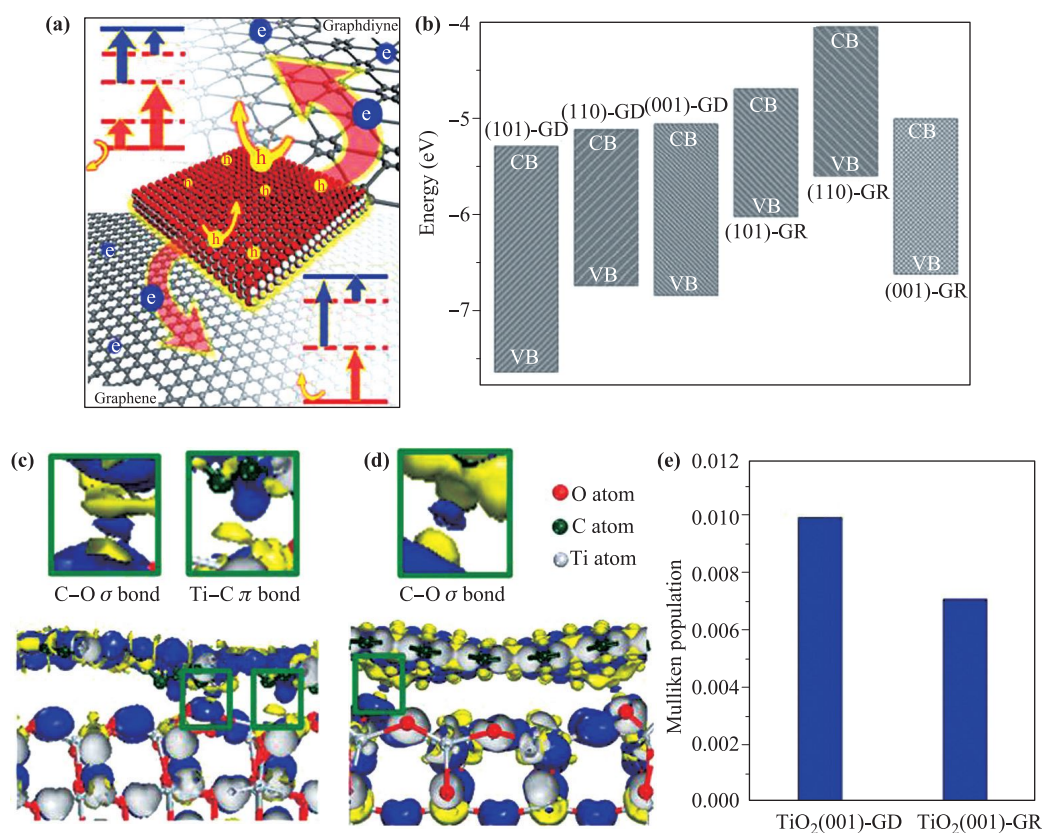 (a)
Graphdiyne
e
e
e
h
h
h
h
h
h
e
e
e
Graphene
(b)
Energy (eV)
−4
−5
−6
−7
(101)-GD
CB
VB
(110)-GD
CB
VB
(001)-GD
CB
VB
CB
VB
(101)-GR
CB
VB
(110)-GR
CB
VB
(001)-GR
(c)
C−O σ bond
Ti−C π bond
(d)
C−O σ bond
O atom
C atom
Ti atom
(e)
Mulliken population
0.012
0.010
0.008
0.006
0.004
0.002
0.000
TiO₂(001)-GD
TiO₂(001)-GR